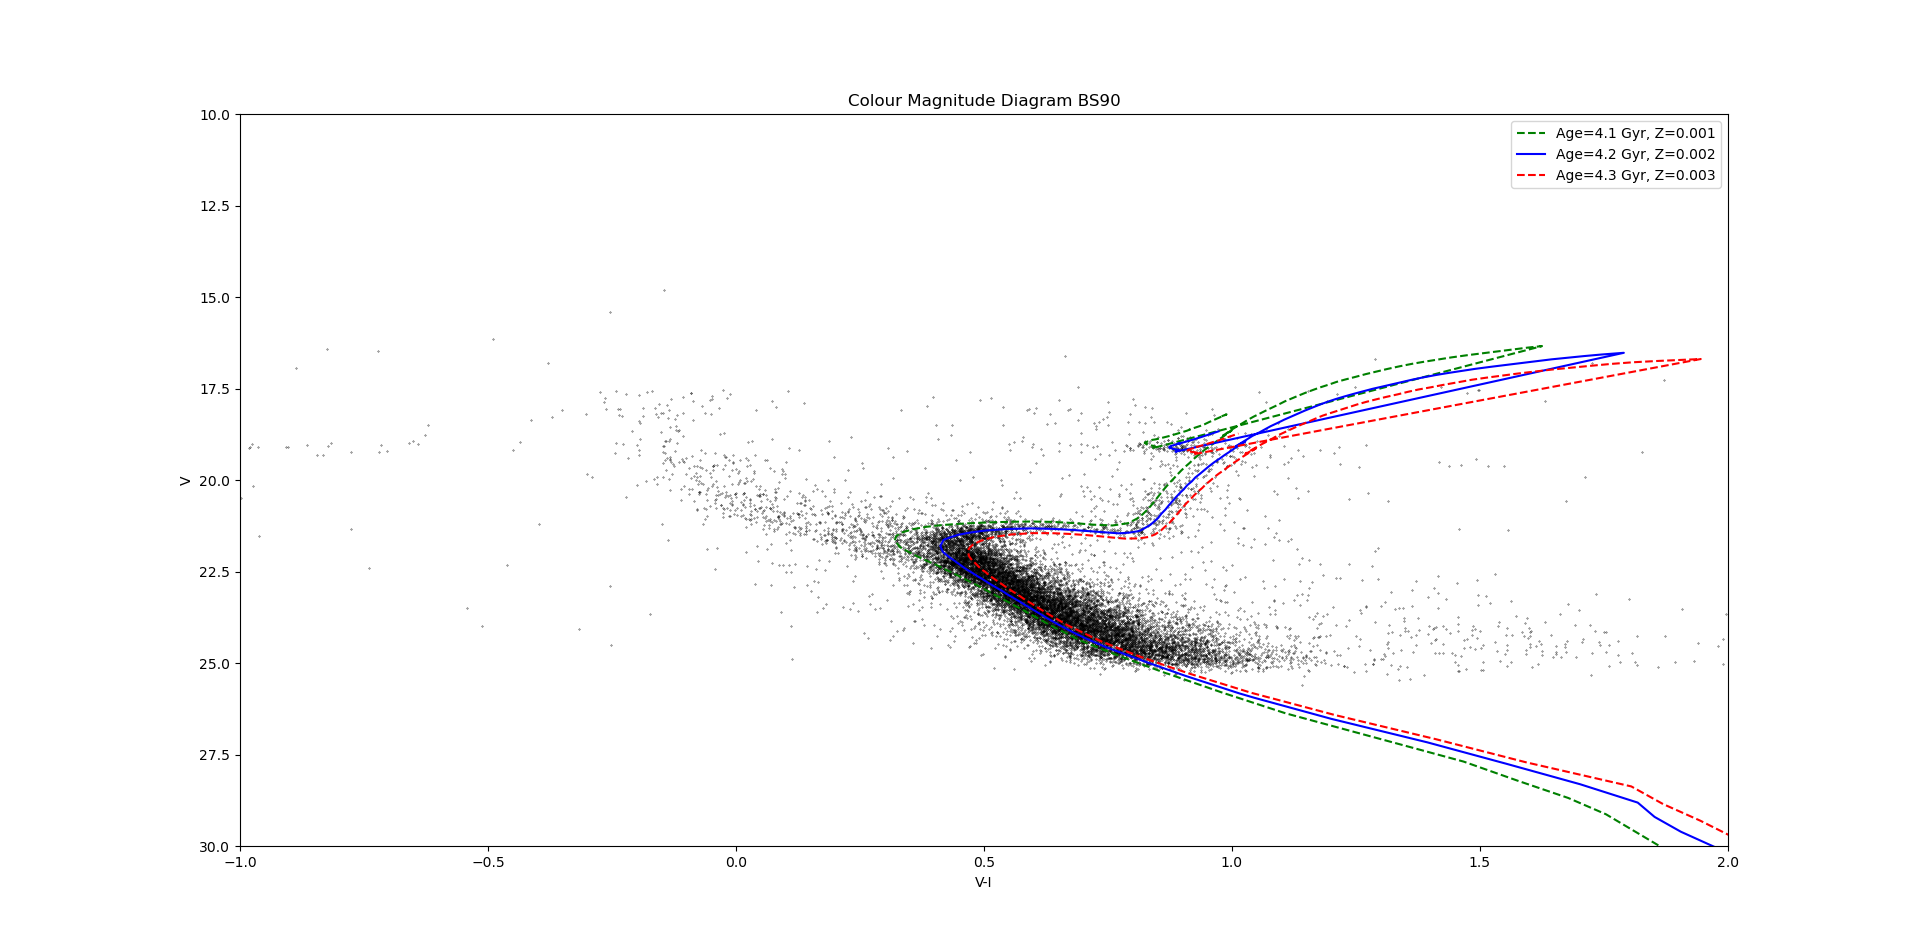 Colour Magnitude Diagram BS90
Age=4.1 Gyr, Z=0.001
Age=4.2 Gyr, Z=0.002
Age=4.3 Gyr, Z=0.003
V
10.0
12.5
15.0
17.5
20.0
22.5
25.0
27.5
30.0
−1.0
−0.5
0.0
0.5
1.0
1.5
2.0
V-I